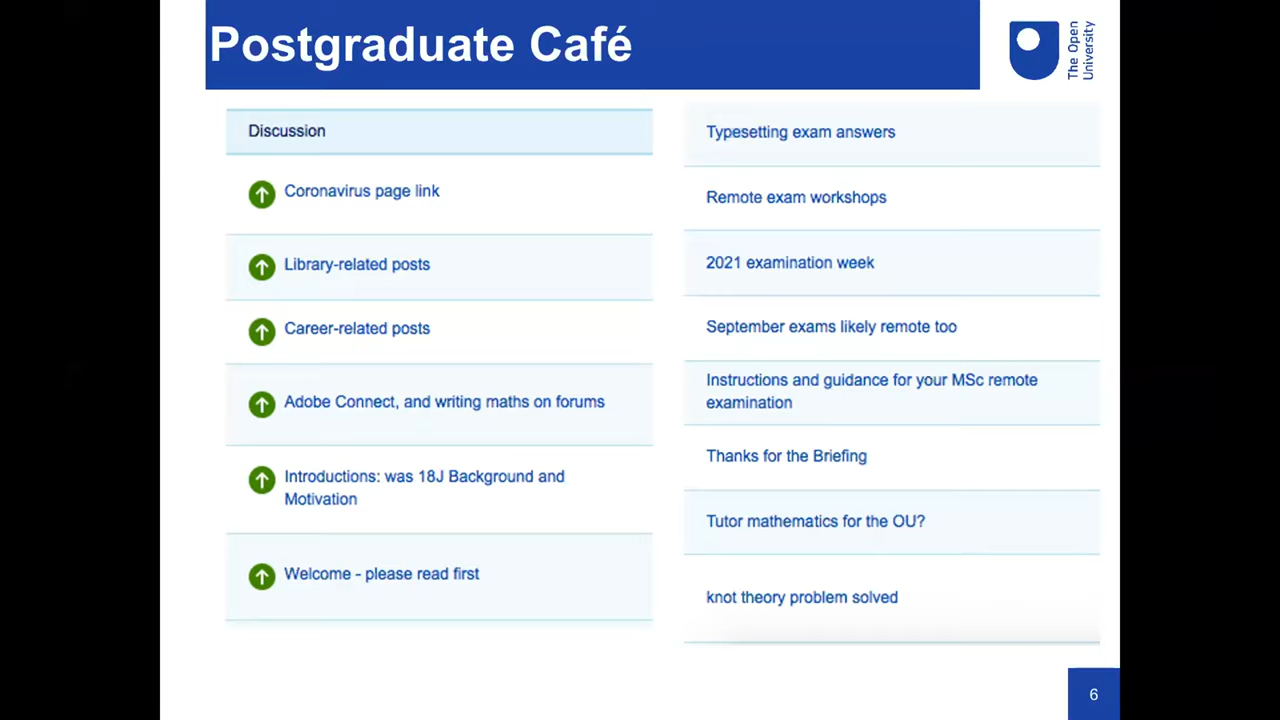 Postgraduate Café
The Open
University
Discussion
Coronavirus page link
Library-related posts
Career-related posts
Adobe Connect, and writing maths on forums
Introductions: was 18J Background and
Motivation
Welcome - please read first
Typesetting exam answers
Remote exam workshops
2021 examination week
September exams likely remote too
Instructions and guidance for your MSc remote
examination
Thanks for the Briefing
Tutor mathematics for the OU?
knot theory problem solved
6